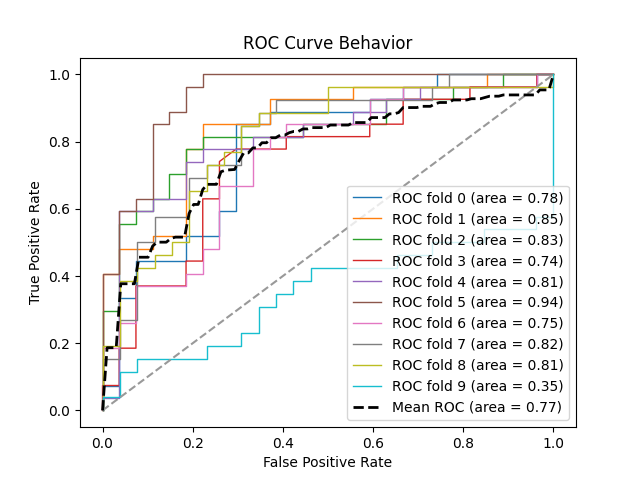 ROC Curve Behavior
True Positive Rate
1.0
0.8
0.6
0.4
0.2
0.0
ROC fold 0 (area = 0.78)
ROC fold 1 (area = 0.85)
ROC fold 2 (area = 0.83)
ROC fold 3 (area = 0.74)
ROC fold 4 (area = 0.81)
ROC fold 5 (area = 0.94)
ROC fold 6 (area = 0.75)
ROC fold 7 (area = 0.82)
ROC fold 8 (area = 0.81)
ROC fold 9 (area = 0.35)
Mean ROC (area = 0.77)
0.0 0.2 0.4 0.6 0.8 1.0
False Positive Rate